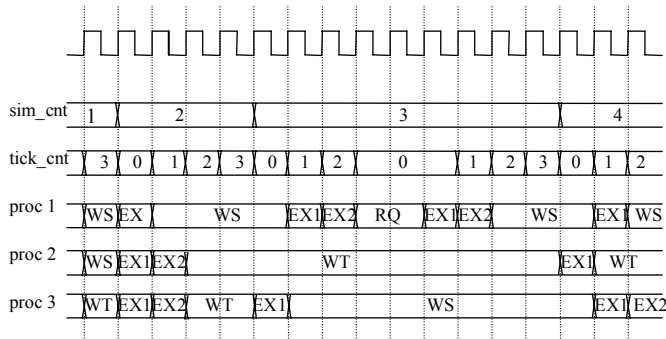 sim_cnt 1 2 3 4
tick_cnt 3 0 1 2 3 0 1 2 0 1 2 3 0 1 2
proc 1 WS EX WS EX1 EX2 RQ EX1 EX2 WS EX1 WS
proc 2 WS EX1 EX2 WT EX1 WT
proc 3 WT EX1 EX2 WT EX1 WS EX1 EX2